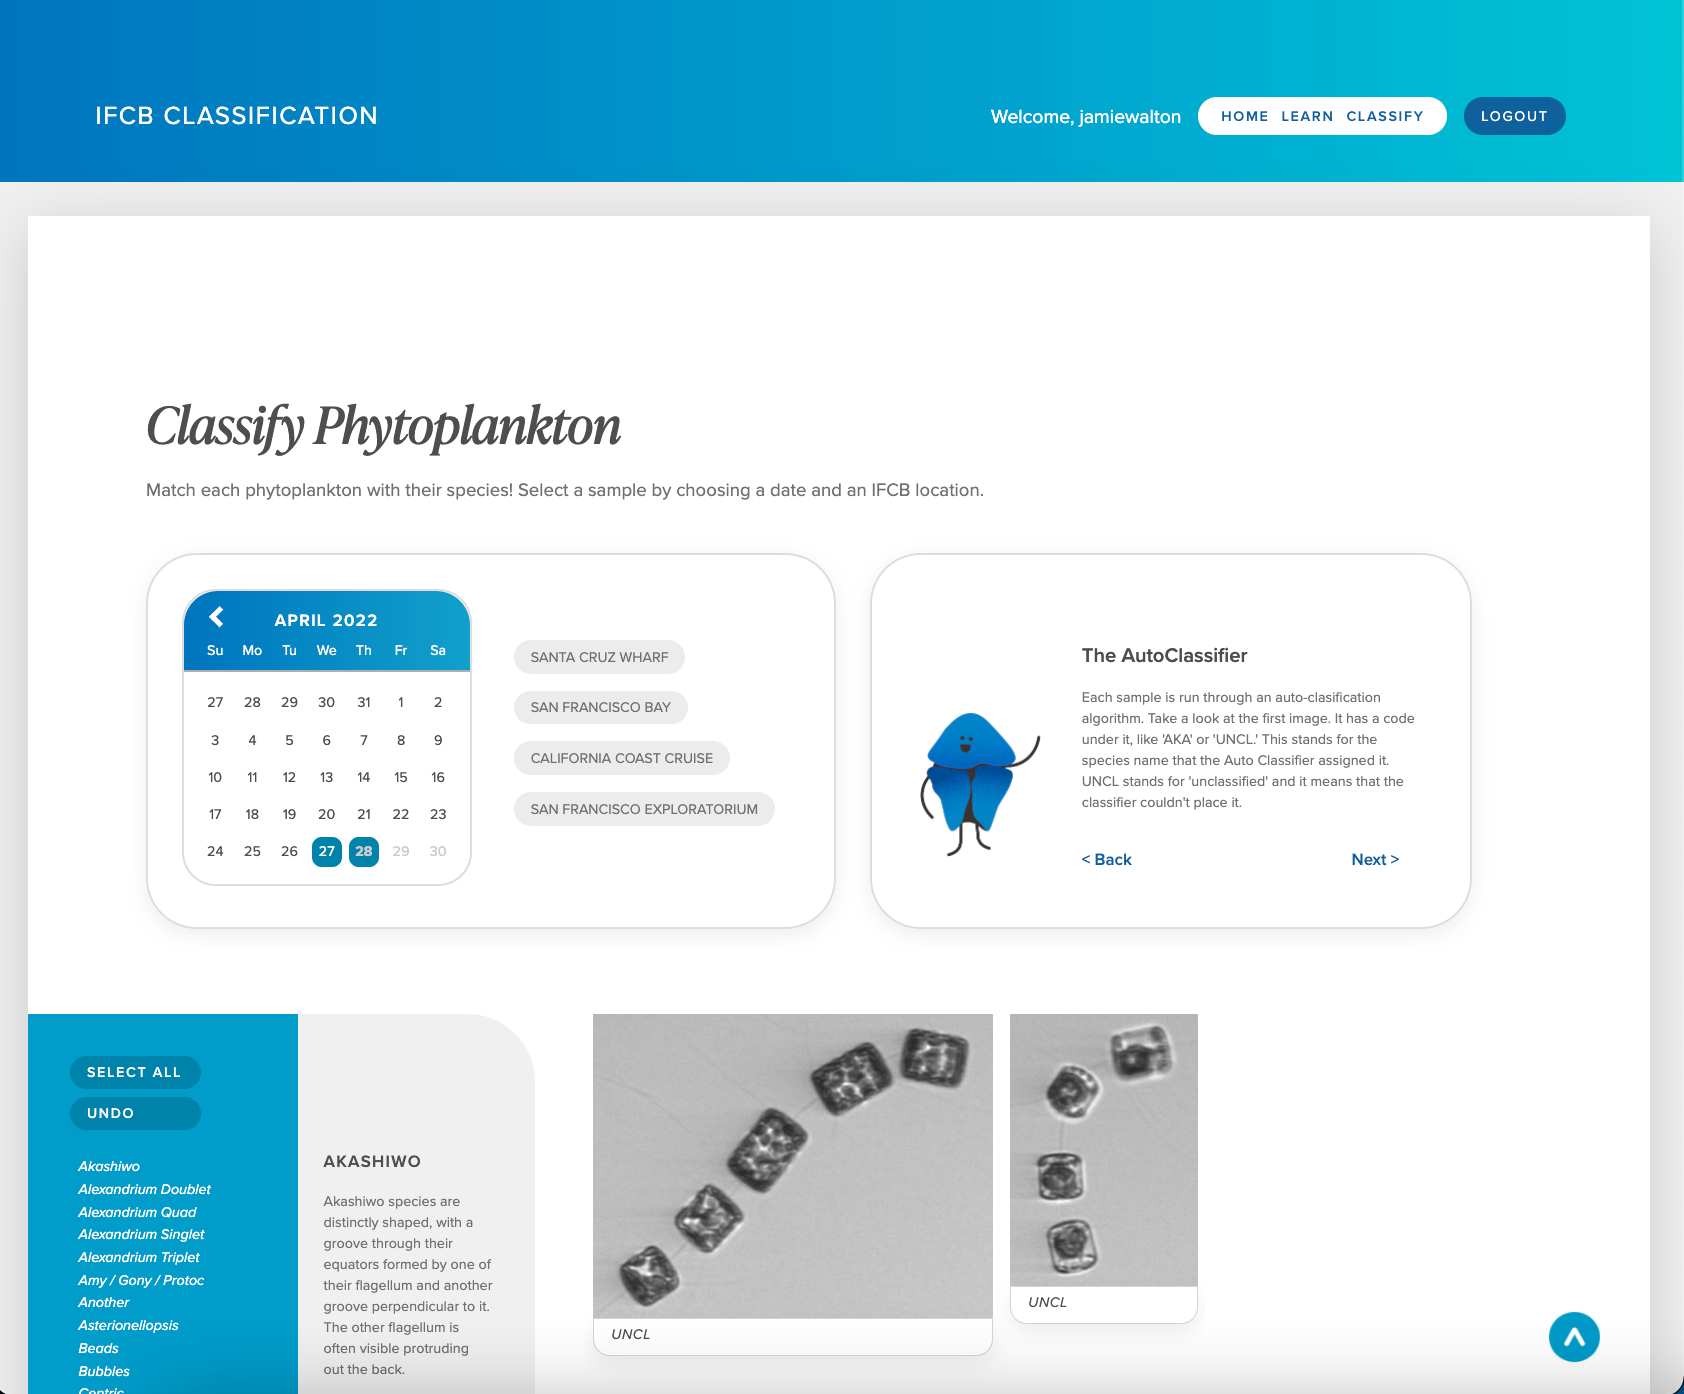 IFCB CLASSIFICATION
Welcome, jamiewalton
HOME LEARN CLASSIFY
LOGOUT
Classify Phytoplankton
Match each phytoplankton with their species! Select a sample by choosing a date and an IFCB location.
APRIL 2022
Su Mo Tu We Th Fr Sa
27 28 29 30 31 1 2
3 4 5 6 7 8 9
10 11 12 13 14 15 16
17 18 19 20 21 22 23
24 25 26 27 28 29 30
SANTA CRUZ WHARF
SAN FRANCISCO BAY
CALIFORNIA COAST CRUISE
SAN FRANCISCO EXPLORATORIUM
The AutoClassifier
Each sample is run through an auto-clasification
algorithm. Take a look at the first image. It has a code
under it, like 'AKA' or 'UNCL.' This stands for the
species name that the Auto Classifier assigned it.
UNCL stands for 'unclassified' and it means that the
classifier couldn't place it.
< Back
Next >
SELECT ALL
UNDO
Akashiwo
Alexandrium Doublet
Alexandrium Quad
Alexandrium Singlet
Alexandrium Triplet
Amy / Gony / Protoc
Another
Asterionellopsis
Beads
Bubbles
Centric
AKASHIWO
Akashiwo species are
distinctly shaped, with a
groove through their
equators formed by one of
their flagellum and another
groove perpendicular to it.
The other flagellum is
often visible protruding
out the back.
UNCL
UNCL